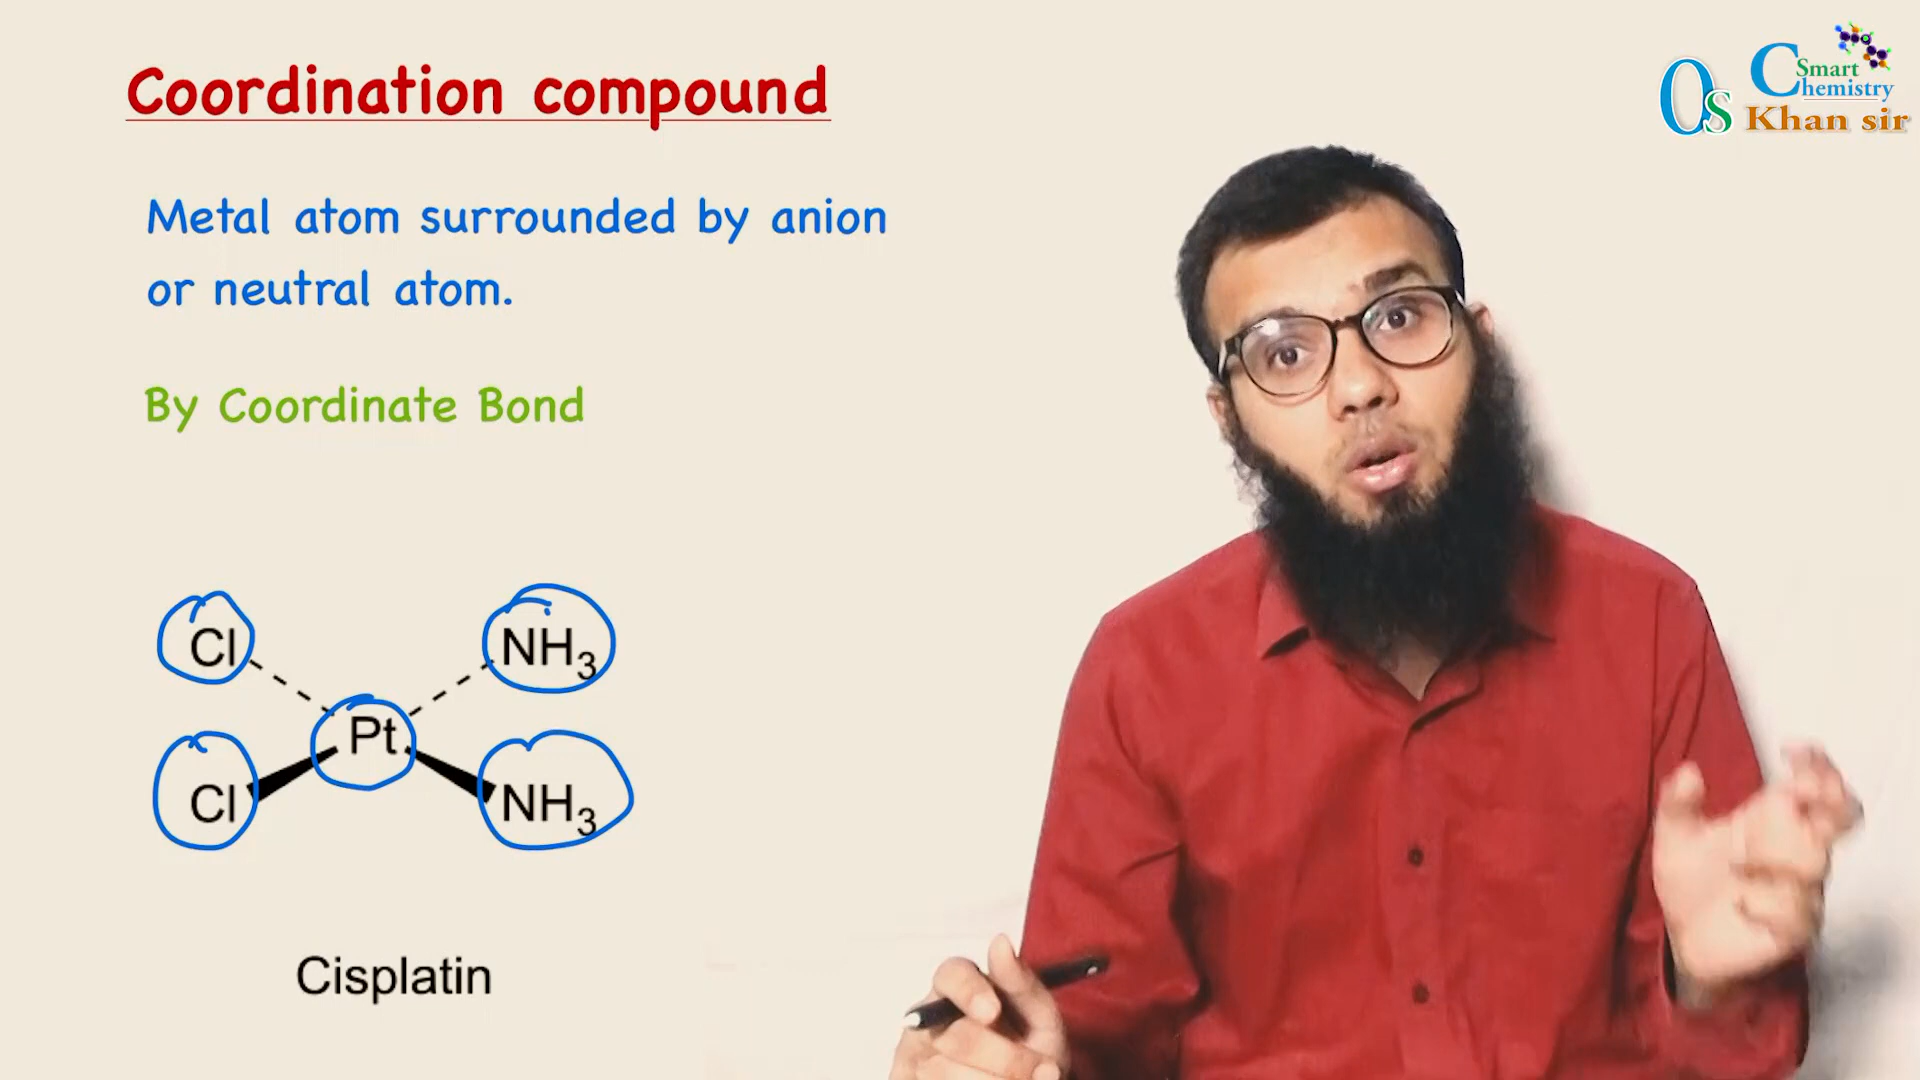 Coordination compound
Os Smart Chemistry
Khan sir
Metal atom surrounded by anion
or neutral atom.
By Coordinate Bond
Cl NH₃
Pt
Cl NH₃
Cisplatin